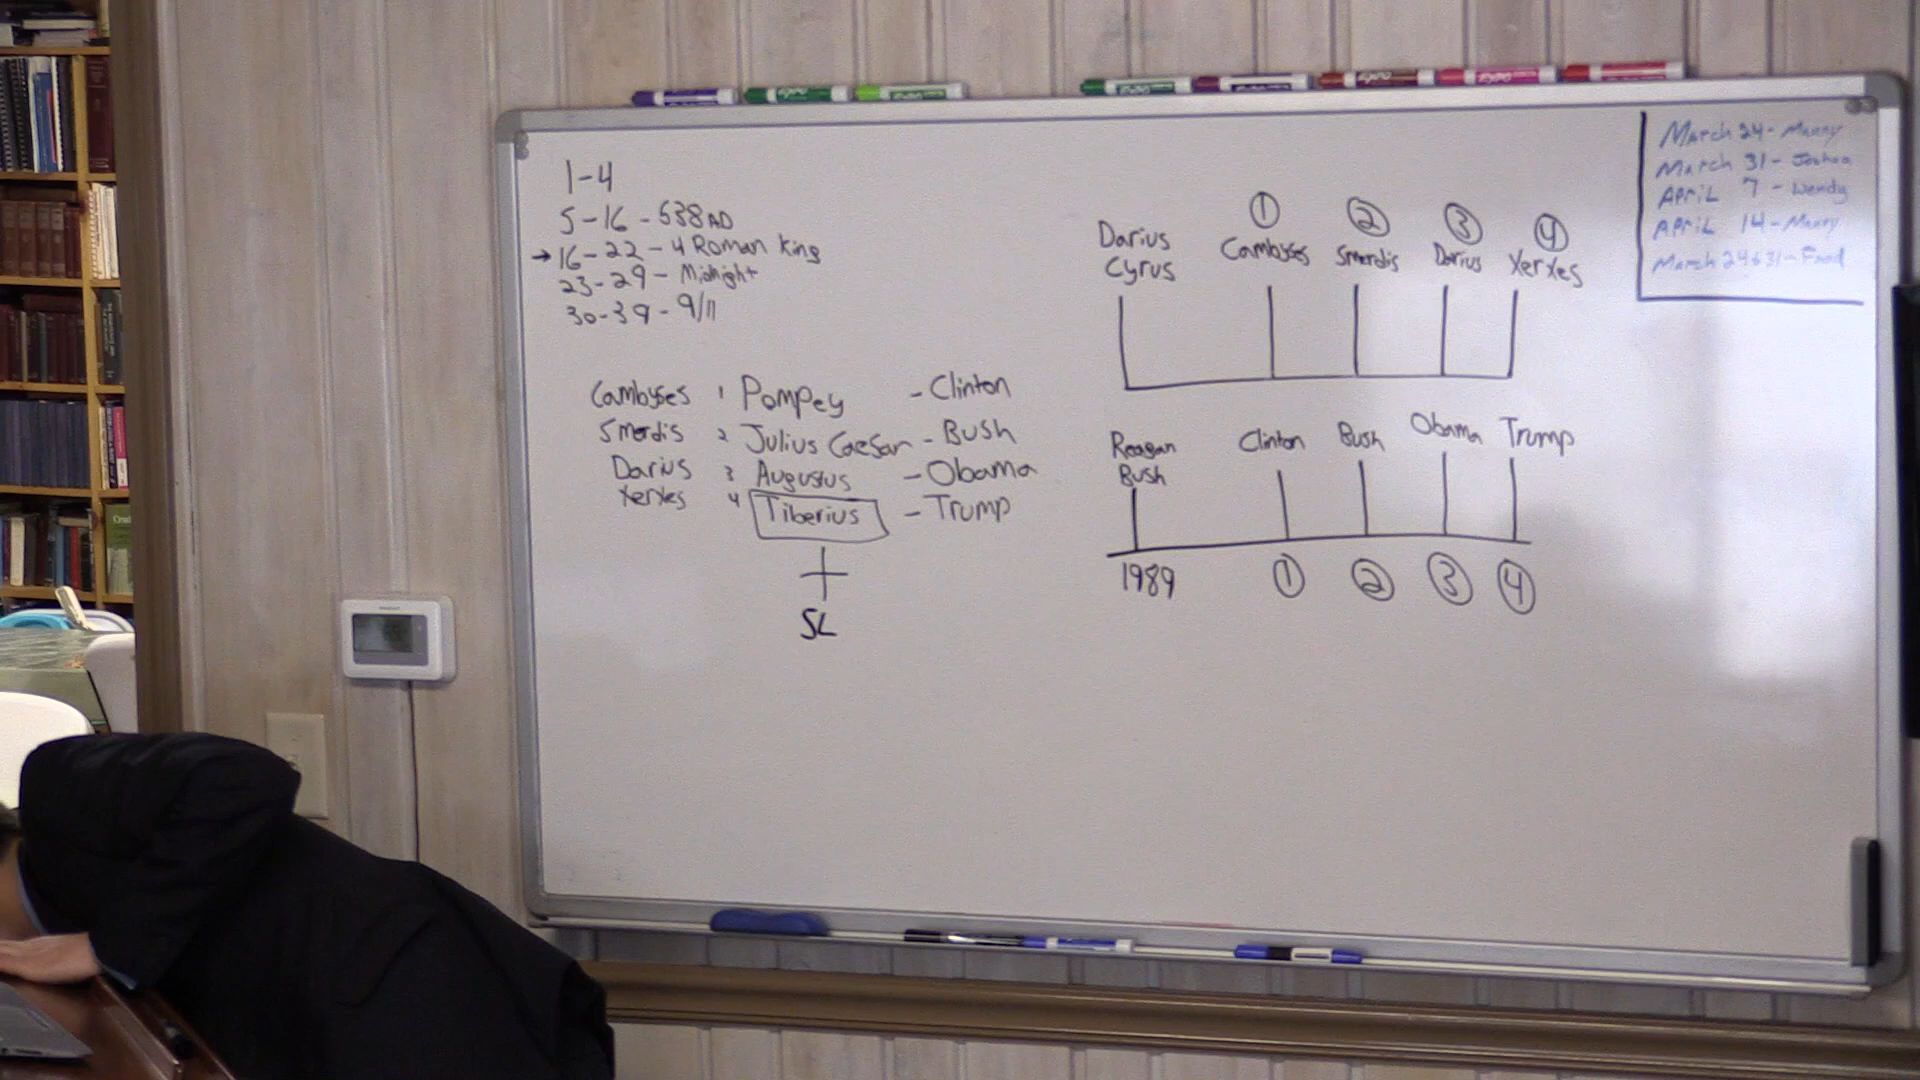 1-4
5-16 - 538 AD
→ 16-22 - 4 Roman King
23-29 - Midnight
30-39 - 9/11
Cambyses 1 Pompey - Clinton
Smerdis 2 Julius Caesar - Bush
Darius 3 Augustus - Obama
Xerxes 4 Tiberius - Trump
SL
① ② ③ ④
Darius Cambyses Smerdis Darius Xerxes
Cyrus
Reagan Clinton Bush Obama Trump
Bush
1989 ① ② ③ ④
March 24 - Manny
March 31 - Joshua
APRIL 7 - Wendy
APRIL 14 - Manny
March 24 & 31 - Food